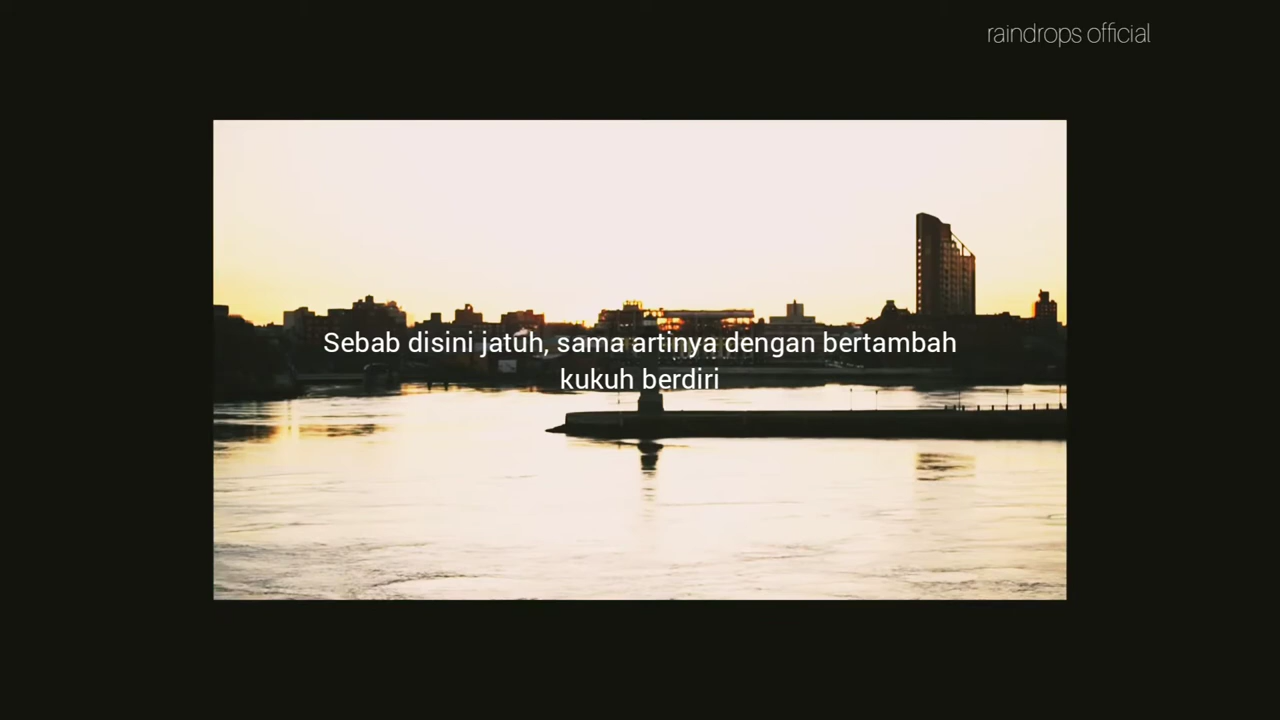 raindrops official
Sebab disini jatuh, sama artinya dengan bertambah
kukuh berdiri